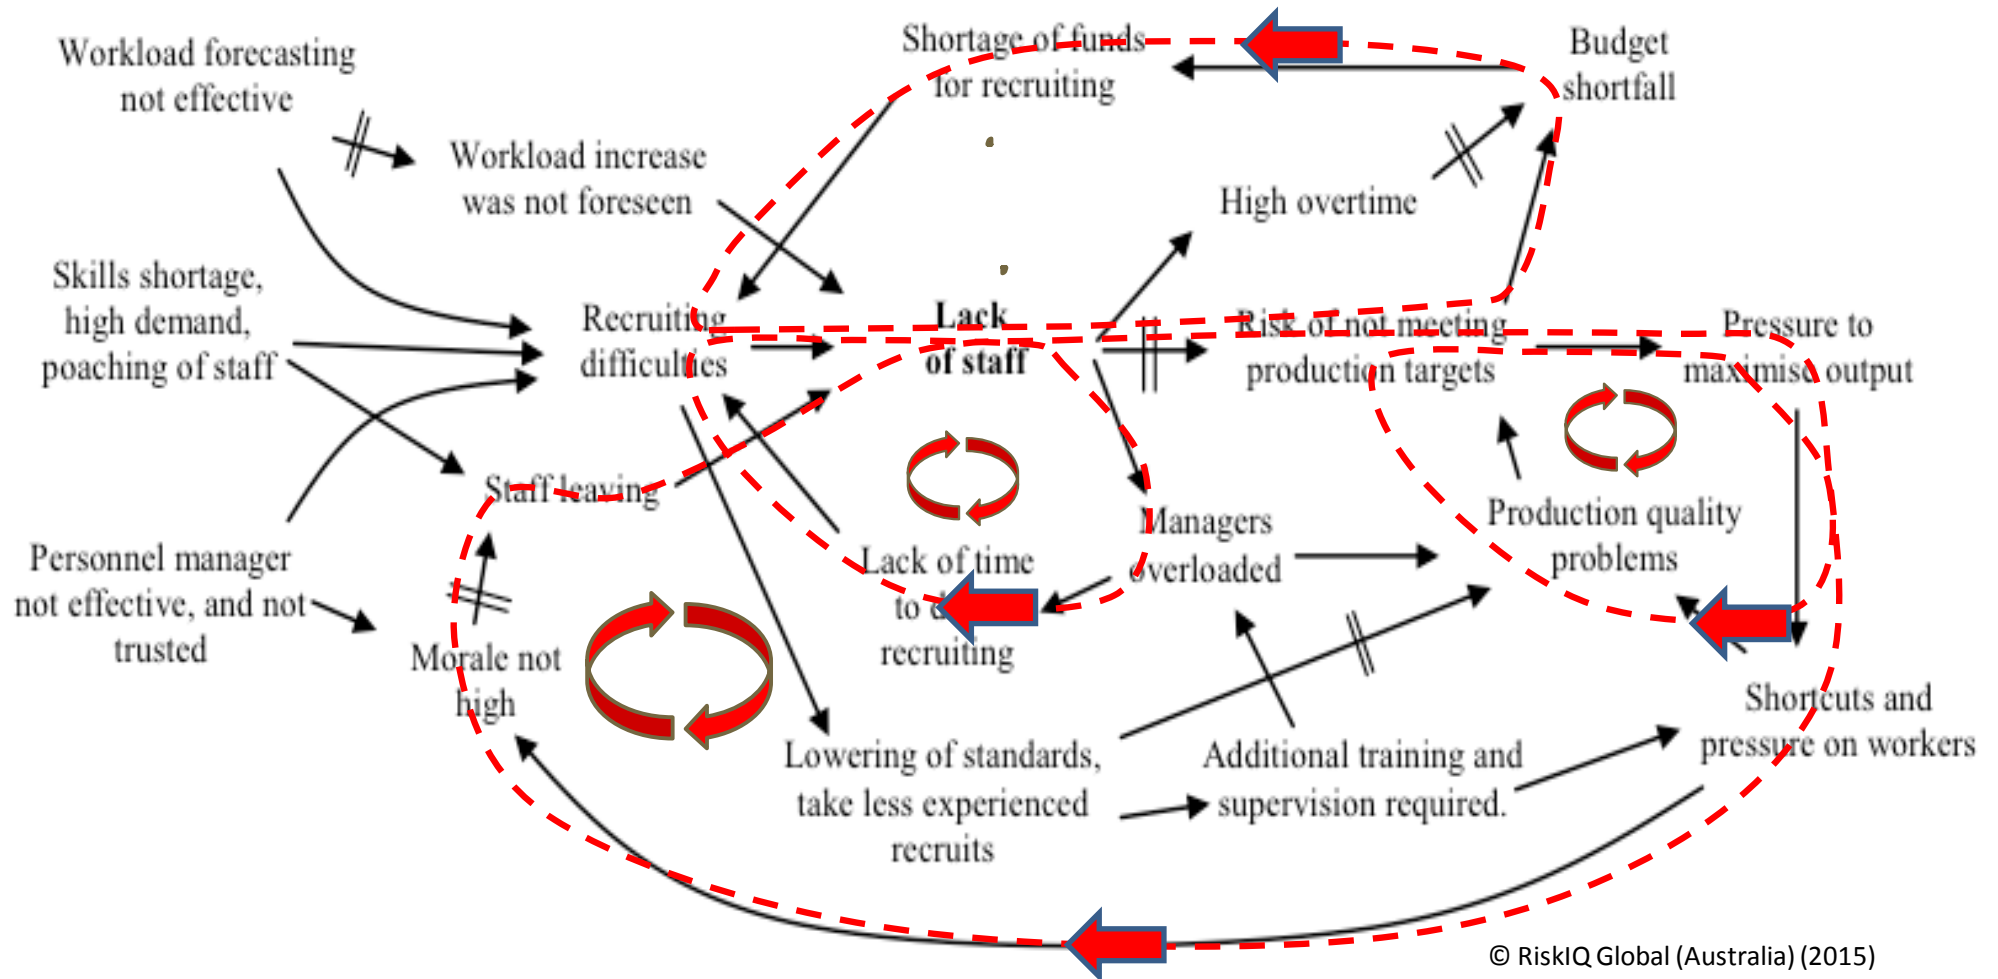 Workload forecasting
not effective
Shortage of funds
for recruiting
Budget
shortfall
Workload increase
was not foreseen
High overtime
Skills shortage,
high demand,
poaching of staff
Recruiting
difficulties
Lack
of staff
Risk of not meeting
production targets
Pressure to
maximise output
Staff leaving
Production quality
problems
Managers
overloaded
Personnel manager
not effective, and not
trusted
Lack of time
to
recruiting
Morale not
high
Lowering of standards,
take less experienced
recruits
Additional training and
supervision required.
Shortcuts and
pressure on workers
© RiskIQ Global (Australia) (2015)